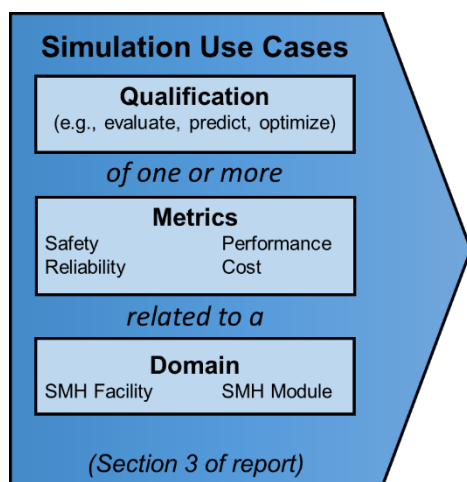 Simulation Use Cases
Qualification
(e.g., evaluate, predict, optimize)
of one or more
Metrics
Safety Performance
Reliability Cost
related to a
Domain
SMH Facility SMH Module
(Section 3 of report)